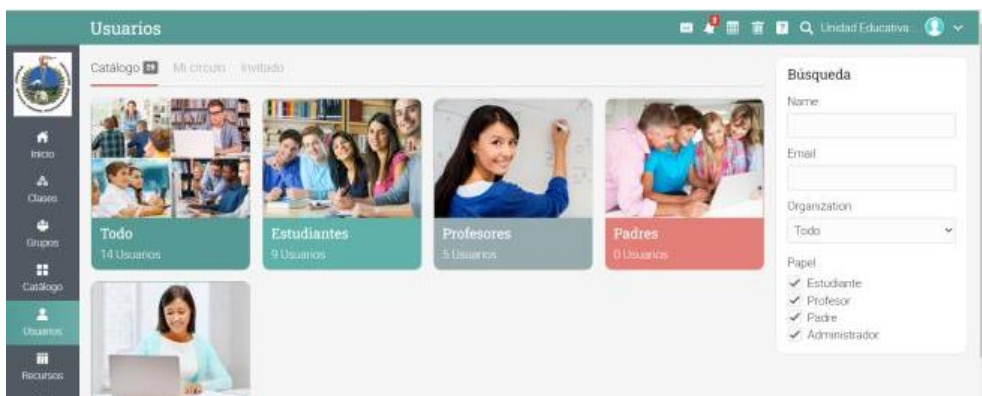 Usuarios
Unidad Educativa
Inicio
Clases
Grupos
Catálogo
Usuarios
Recursos
Catálogo
Mi círculo
Invitado
Todo
14 Usuarios
Estudiantes
9 Usuarios
Profesores
5 Usuarios
Padres
0 Usuarios
Búsqueda
Name
Email
Organization
Todo
Papel
Estudiante
Profesor
Padre
Administrador